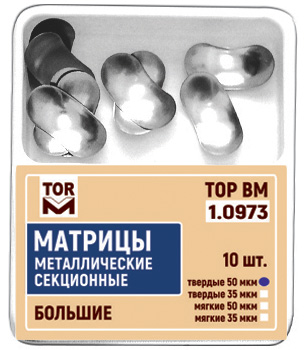 TOR
M
ТОР ВМ
1.0973
МАТРИЦЫ
МЕТАЛЛИЧЕСКИЕ
СЕКЦИОННЫЕ
10 шт.
твердые 50 мкм
твердые 35 мкм
мягкие 50 мкм
мягкие 35 мкм
БОЛЬШИЕ